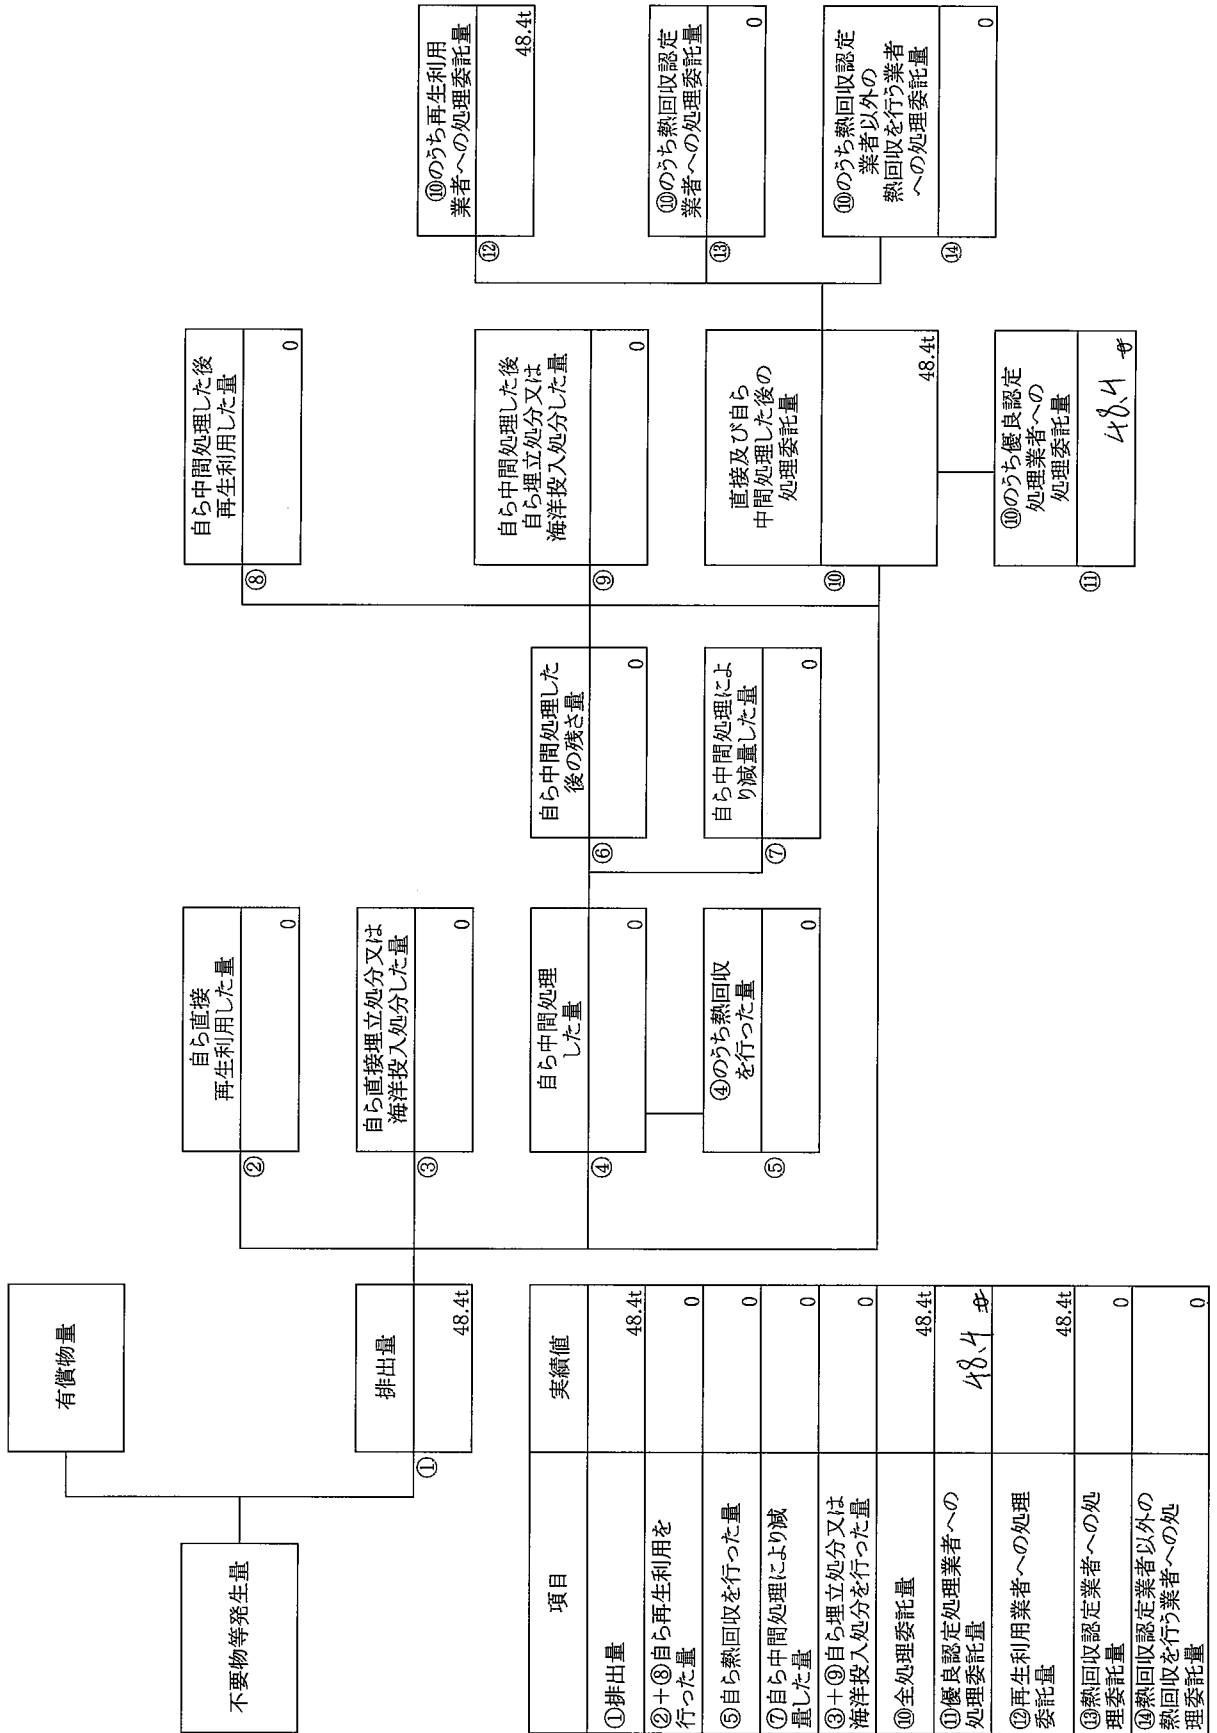 不要物等発生量
有償物量
①
排出量
48.4t
②
自ら直接
再生利用した量
0
③
自ら直接埋立処分又は
海洋投入処分した量
0
④
自ら中間処理
した量
0
⑤
④のうち熱回収
を行った量
0
⑥
自ら中間処理した
後の残さ量
0
⑦
自ら中間処理によ
り減量した量
0
⑧
自ら中間処理した後
再生利用した量
0
⑨
自ら中間処理した後
自ら埋立処分又は
海洋投入処分した量
0
⑩
直接及び自ら
中間処理した後の
処理委託量
48.4t
⑪
⑩のうち優良認定
処理業者への
処理委託量
48.4
⑫
⑩のうち再生利用
業者への処理委託量
48.4t
⑬
⑩のうち熱回収認定
業者への処理委託量
0
⑭
⑩のうち熱回収認定
業者以外の
熱回収を行う業者
への処理委託量
0
項目 実績値
①排出量 48.4t
②+⑧自ら再生利用を
行った量 0
⑤自ら熱回収を行った量 0
⑦自ら中間処理により減
量した量 0
③+⑨自ら埋立処分又は
海洋投入処分を行った量 0
⑩全処理委託量 48.4t
⑪優良認定処理業者への
処理委託量 48.4
⑫再生利用業者への処理
委託量 48.4t
⑬熱回収認定業者への処
理委託量 0
⑭熱回収認定業者以外の
熱回収を行う業者への処
理委託量 0